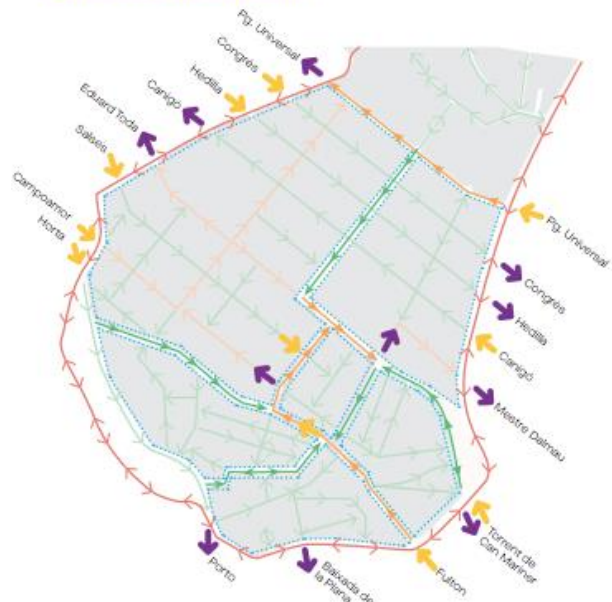 Pg. Universal
Congrés
Hedilla
Canigó
Eduard Toda
Salses
Campoamor
Horta
Pg. Universal
Congrés
Hedilla
Canigó
Mestre Dalmau
Torrent de
Can Mariner
Fulton
Baixada de
la Plana
Porto